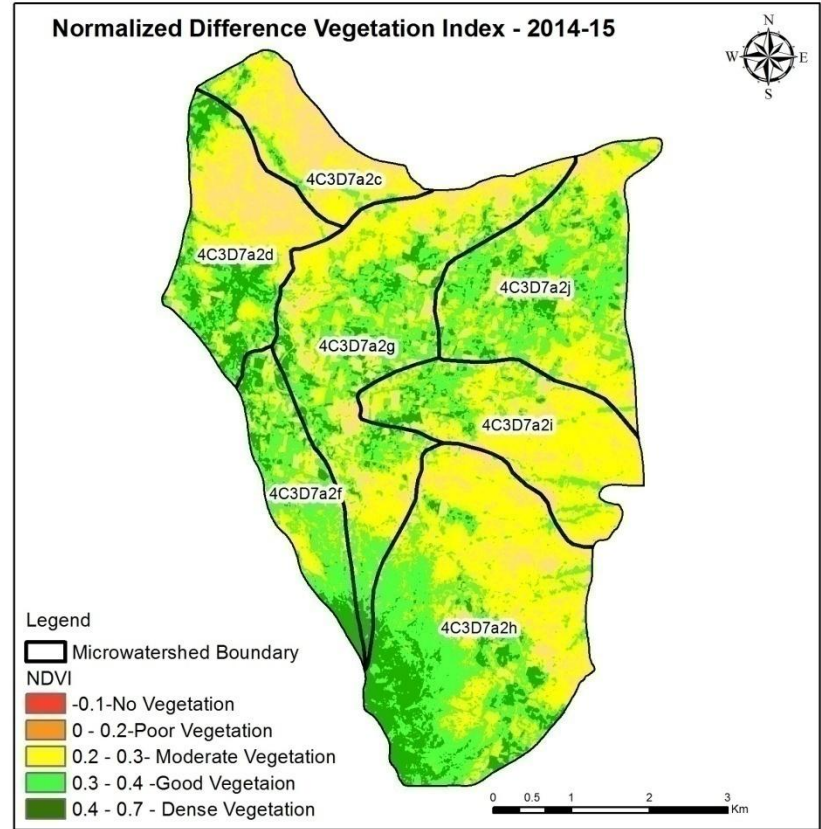 Normalized Difference Vegetation Index - 2014-15
N
W E
S
4C3D7a2c
4C3D7a2d
4C3D7a2j
4C3D7a2g
4C3D7a2i
4C3D7a2f
4C3D7a2h
Legend
Microwatershed Boundary
NDVI
-0.1-No Vegetation
0 - 0.2-Poor Vegetation
0.2 - 0.3- Moderate Vegetation
0.3 - 0.4 -Good Vegetaion
0.4 - 0.7 - Dense Vegetation
0 0.5 1 2 3
Km